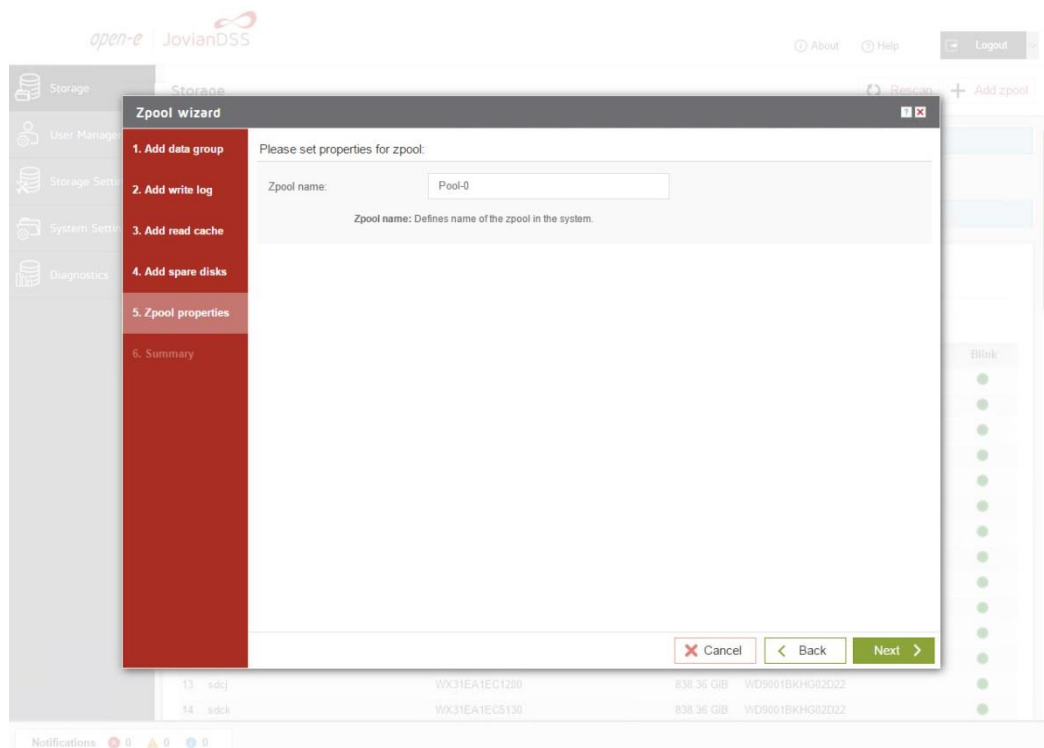 open-e JovianDSS
About Help Logout
Storage
Storage
Rescan
Add zpool
Zpool wizard
User Manage
1. Add data group
Please set properties for zpool:
Storage Setti
2. Add write log
Zpool name:
Pool-0
Zpool name: Defines name of the zpool in the system.
System Settin
3. Add read cache
Diagnostics
4. Add spare disks
5. Zpool properties
6. Summary
Blink
Cancel
Back
Next
13 sdcj WX31EA1EC1200 838.36 GiB WD9001BKHG02D22
14 sdck WX31EA1EC5130 838.36 GiB WD9001BKHG02D22
Notifications 0 0 0